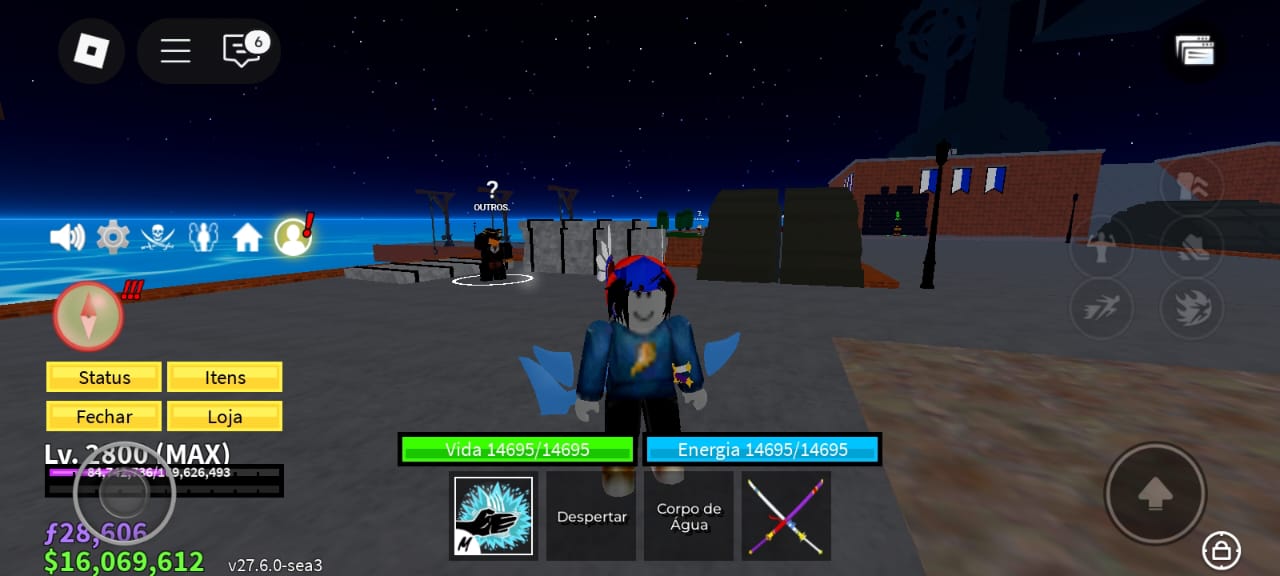 6
?
OUTROS.
?
!
!!!
Status
Itens
Fechar
Loja
Lv. 2800 (MAX)
ƒ28,606
$16,069,612
v27.6.0-sea3
Vida 14695/14695
Energia 14695/14695
M
Despertar
Corpo de
Água